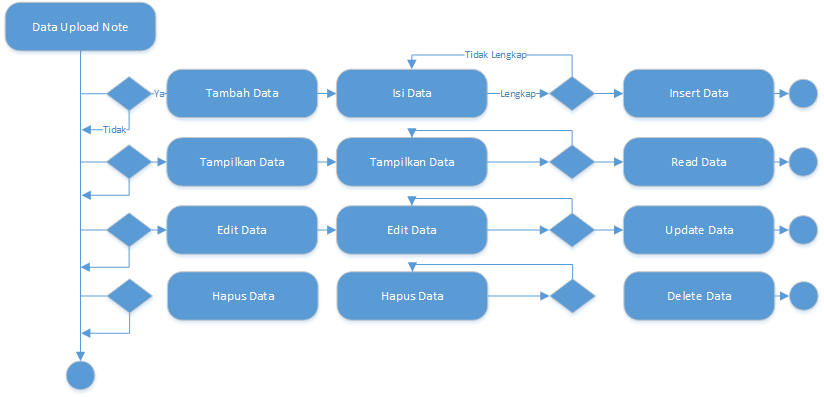 Data Upload Note
Tidak Lengkap
Ya
Tambah Data
Isi Data
Lengkap
Insert Data
Tidak
Tampilkan Data
Tampilkan Data
Read Data
Edit Data
Edit Data
Update Data
Hapus Data
Hapus Data
Delete Data